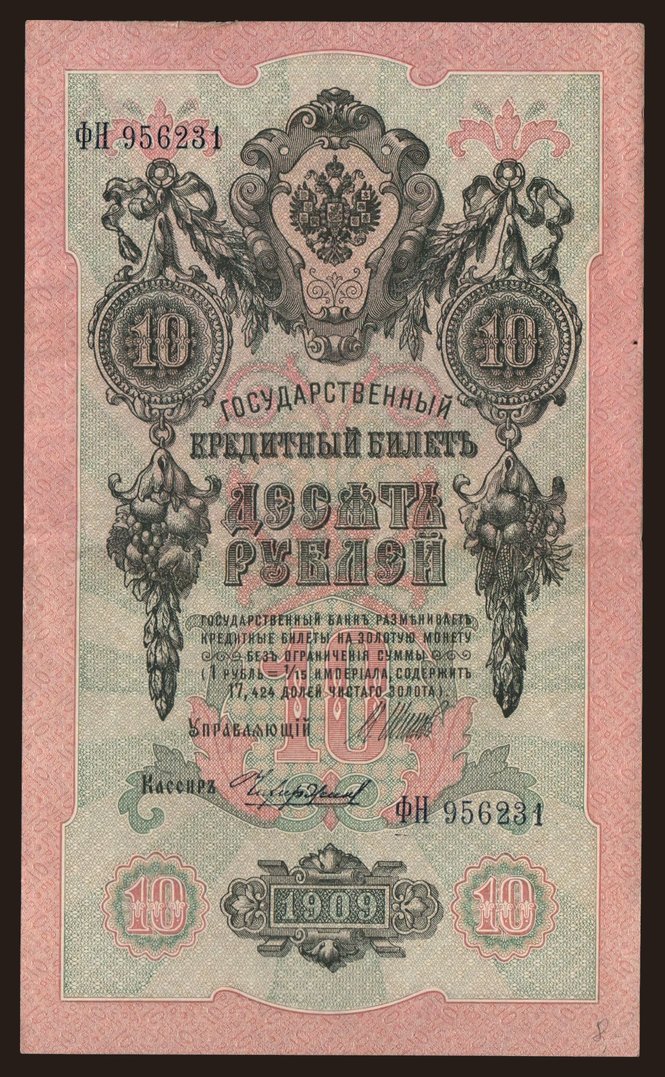 ФН 956231
10 10
ГОСУДАРСТВЕННЫЙ
КРЕДИТНЫЙ БИЛЕТЪ
ДЕСЯТЬ
РУБЛЕЙ
ГОСУДАРСТВЕННЫЙ БАНКЪ РАЗМѢНИВАЕТЪ
КРЕДИТНЫЕ БИЛЕТЫ НА ЗОЛОТУЮ МОНЕТУ
БЕЗЪ ОГРАНИЧЕНІЯ СУММЫ
(1 РУБЛЬ = 1/15 ИМПЕРІАЛА, СОДЕРЖИТЪ
17,424 ДОЛЕЙ ЧИСТАГО ЗОЛОТА).
10
Управляющій
Кассиръ
ФН 956231
10 1909 10
8,